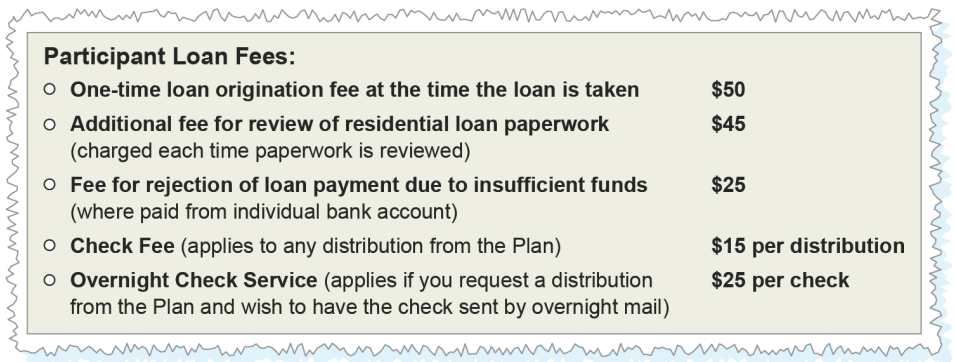 Participant Loan Fees:
One-time loan origination fee at the time the loan is taken $50
Additional fee for review of residential loan paperwork $45
(charged each time paperwork is reviewed)
Fee for rejection of loan payment due to insufficient funds $25
(where paid from individual bank account)
Check Fee (applies to any distribution from the Plan) $15 per distribution
Overnight Check Service (applies if you request a distribution $25 per check
from the Plan and wish to have the check sent by overnight mail)